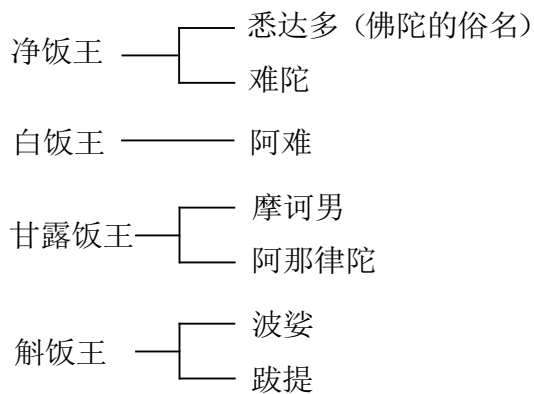 净饭王
悉达多（佛陀的俗名）
难陀
白饭王
阿难
甘露饭王
摩诃男
阿那律陀
斛饭王
波娑
跋提